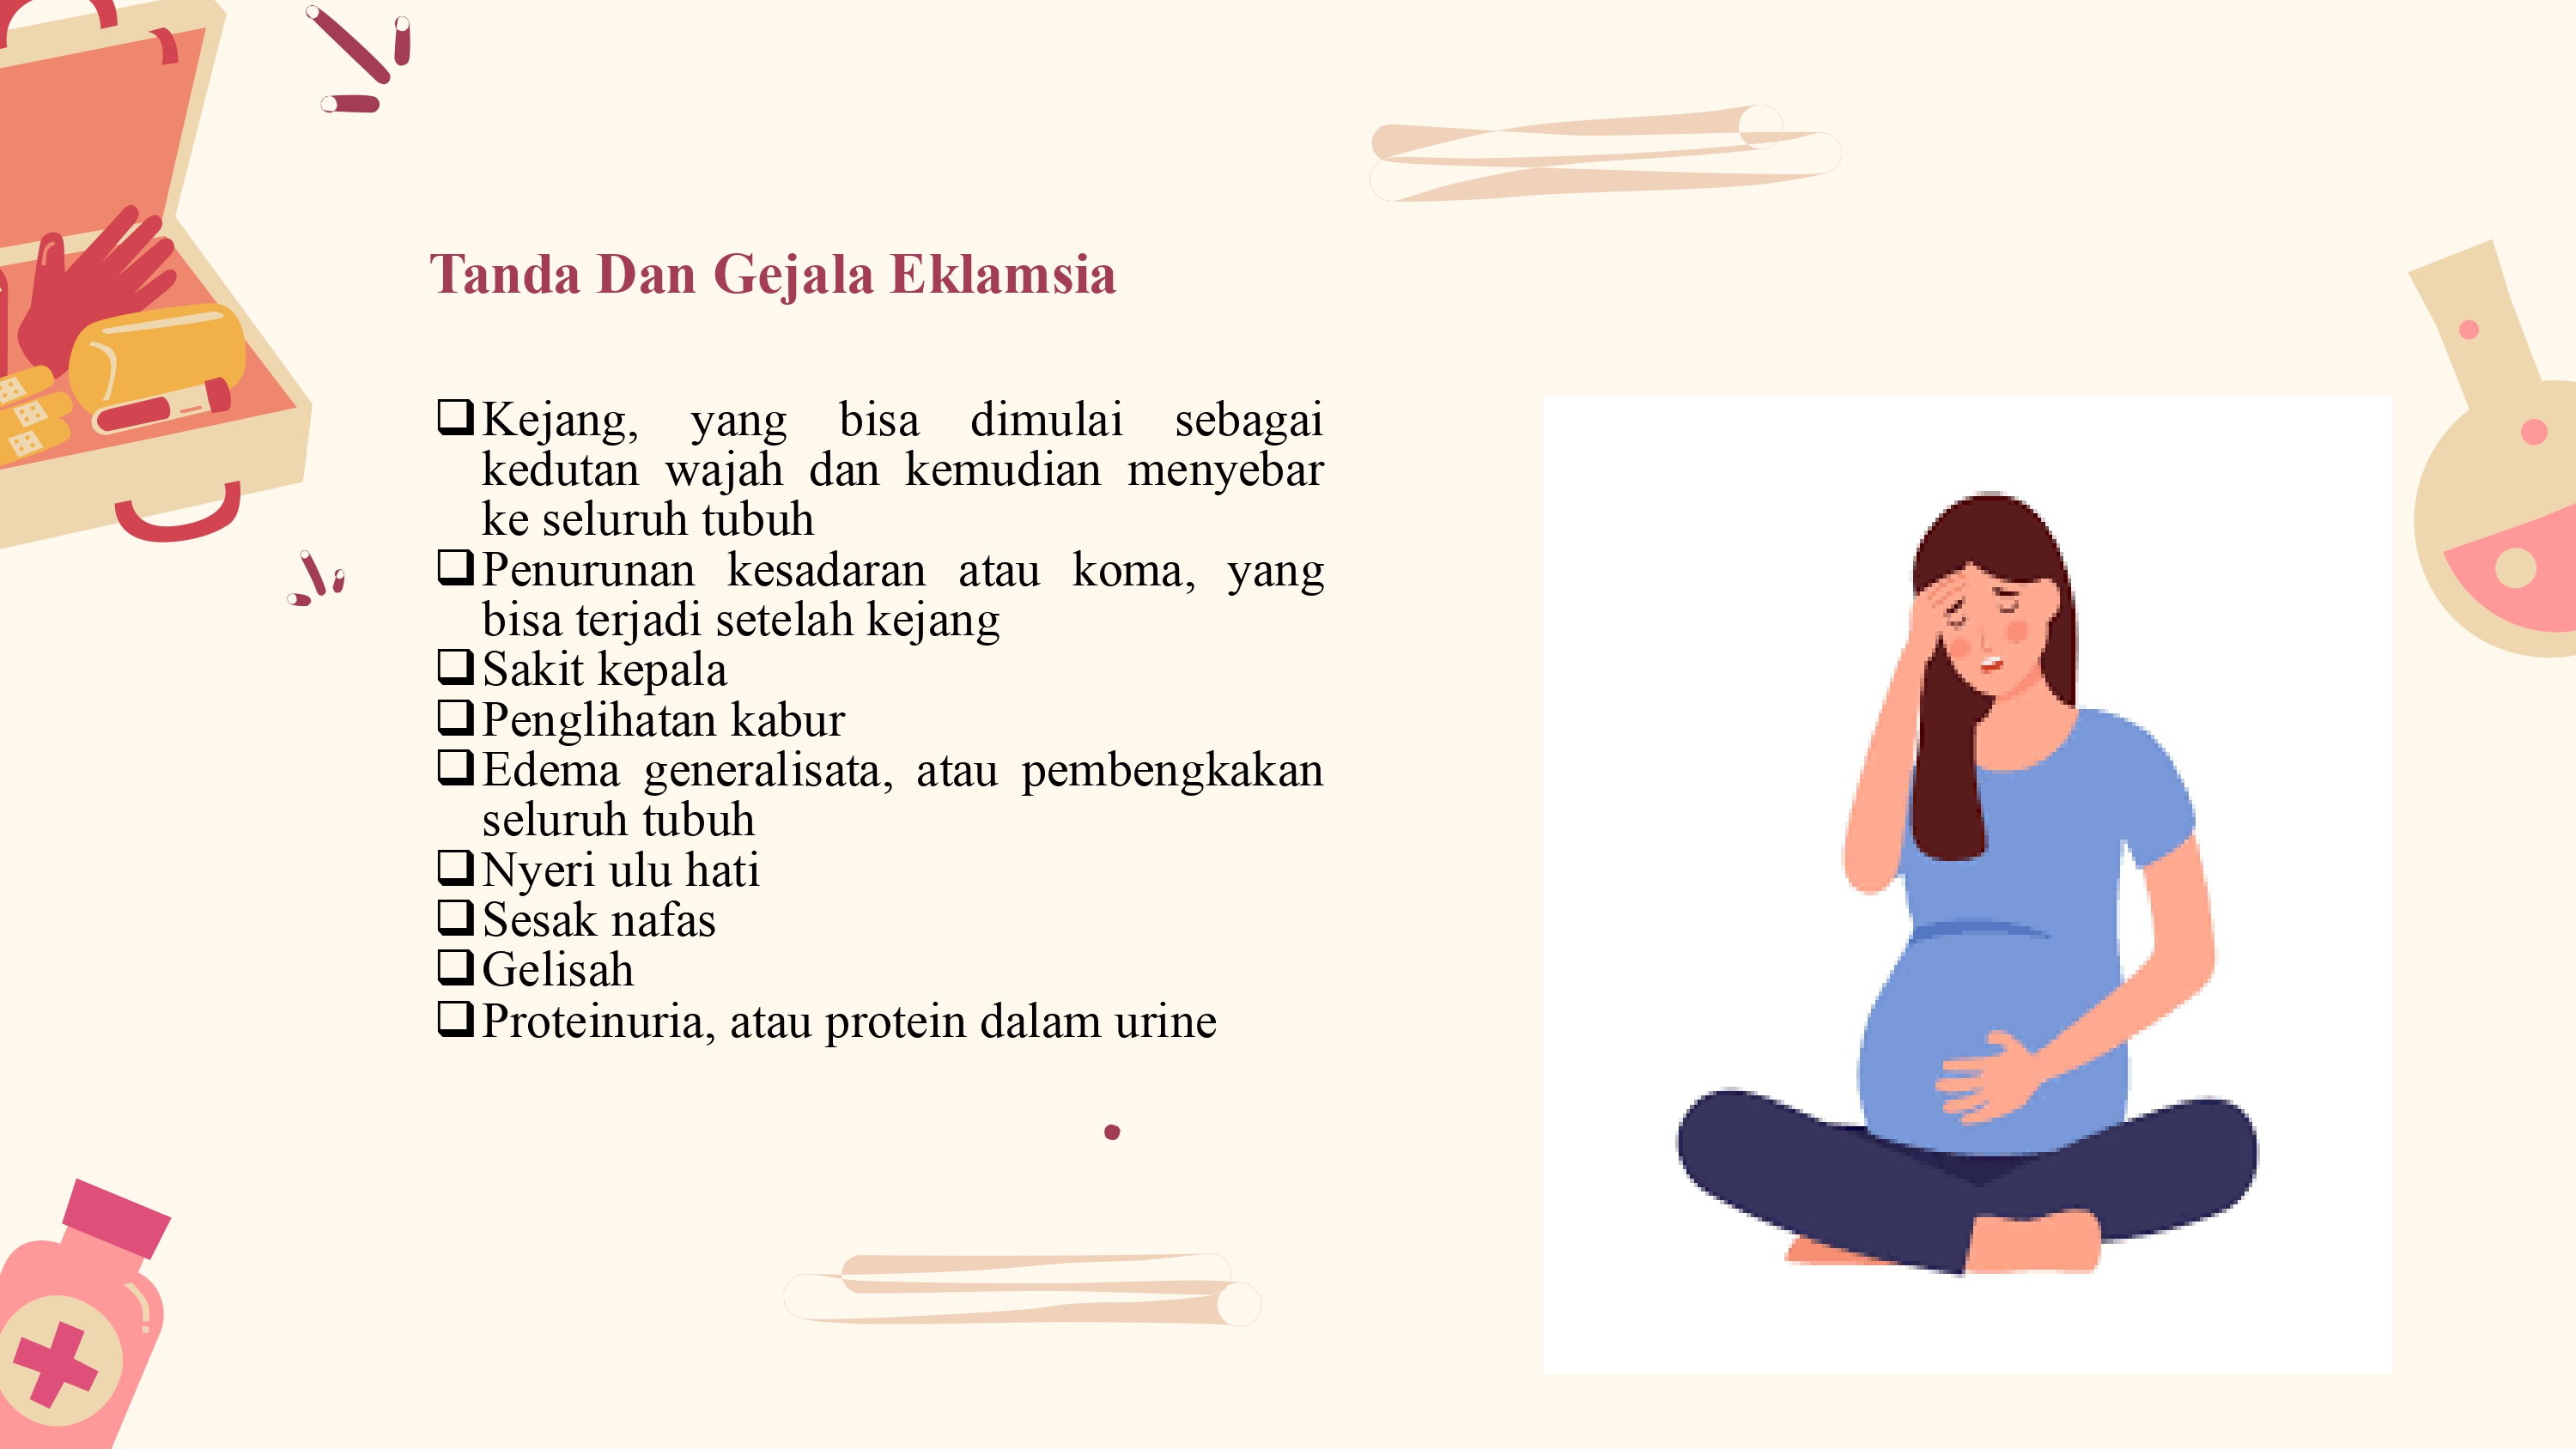 Tanda Dan Gejala Eklamsia
❑Kejang, yang bisa dimulai sebagai
kedutan wajah dan kemudian menyebar
ke seluruh tubuh
❑Penurunan kesadaran atau koma, yang
bisa terjadi setelah kejang
❑Sakit kepala
❑Penglihatan kabur
❑Edema generalisata, atau pembengkakan
seluruh tubuh
❑Nyeri ulu hati
❑Sesak nafas
❑Gelisah
❑Proteinuria, atau protein dalam urine